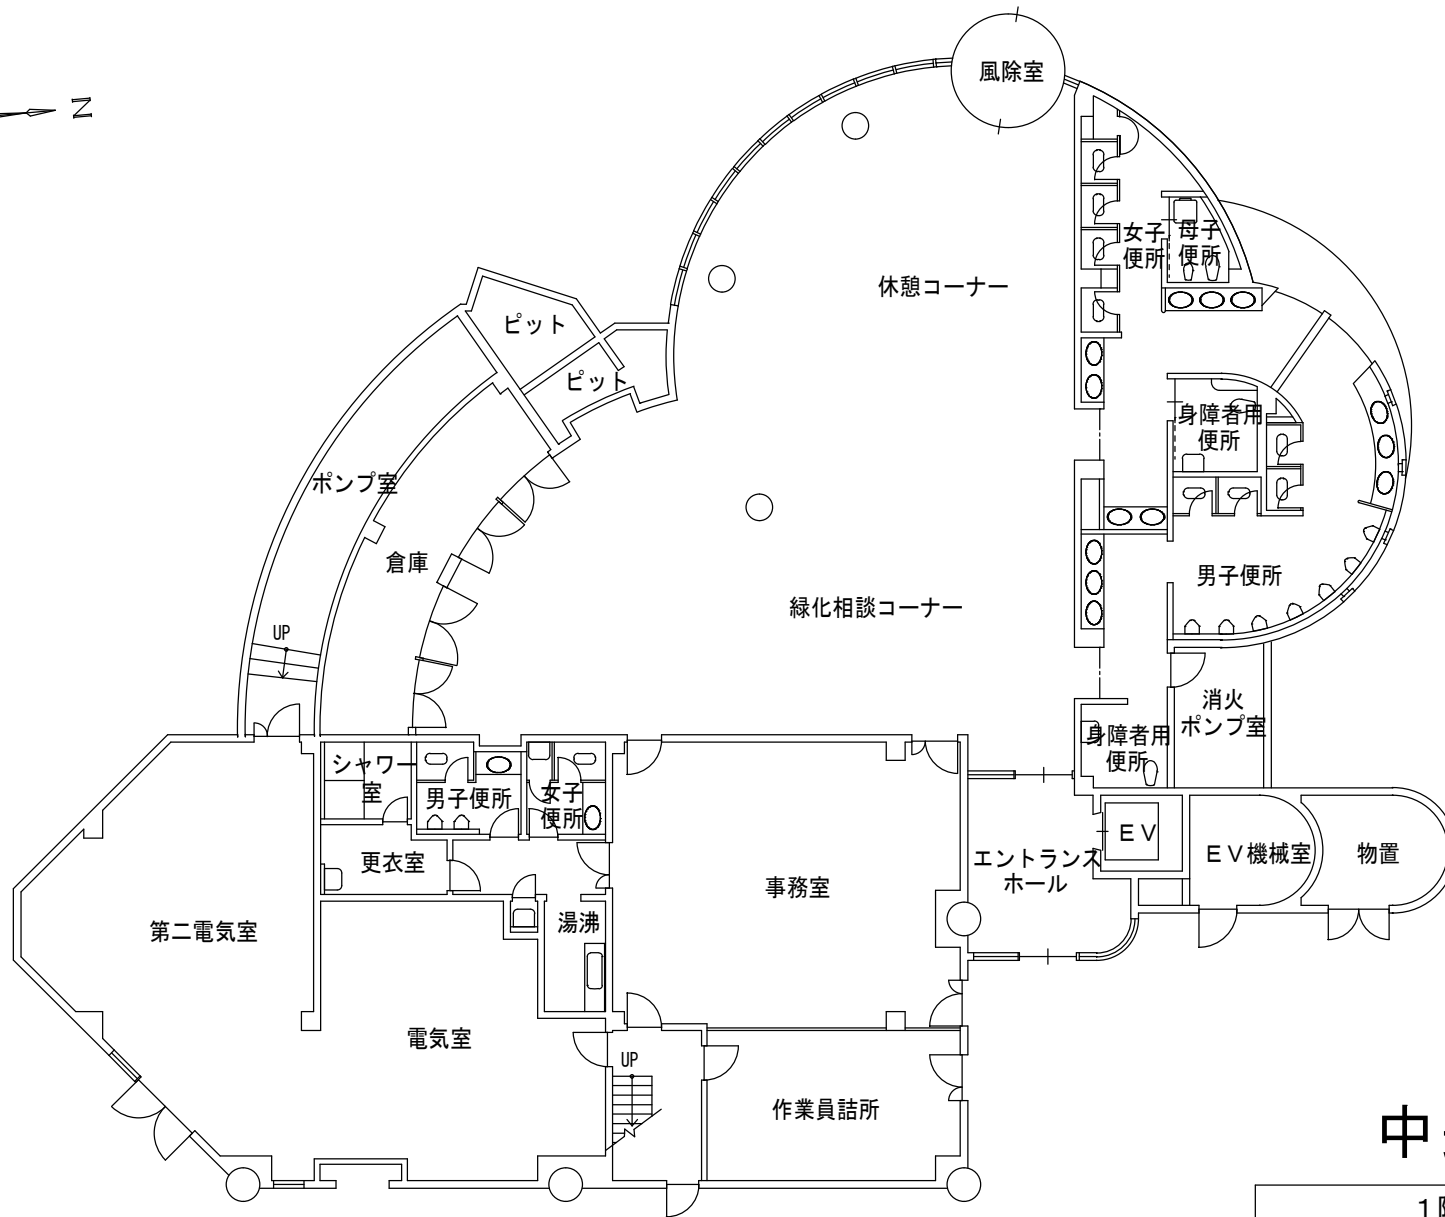 風除室
N
女子
便所
母子
便所
休憩コーナー
ピット
ピット
身障者用
便所
ポンプ室
倉庫
男子便所
緑化相談コーナー
UP
消火
ポンプ室
身障者用
便所
シャワー
室
男子便所
女子
便所
EV
EV機械室
物置
更衣室
エントランス
ホール
事務室
湯沸
第二電気室
電気室
UP
作業員詰所
中
1階